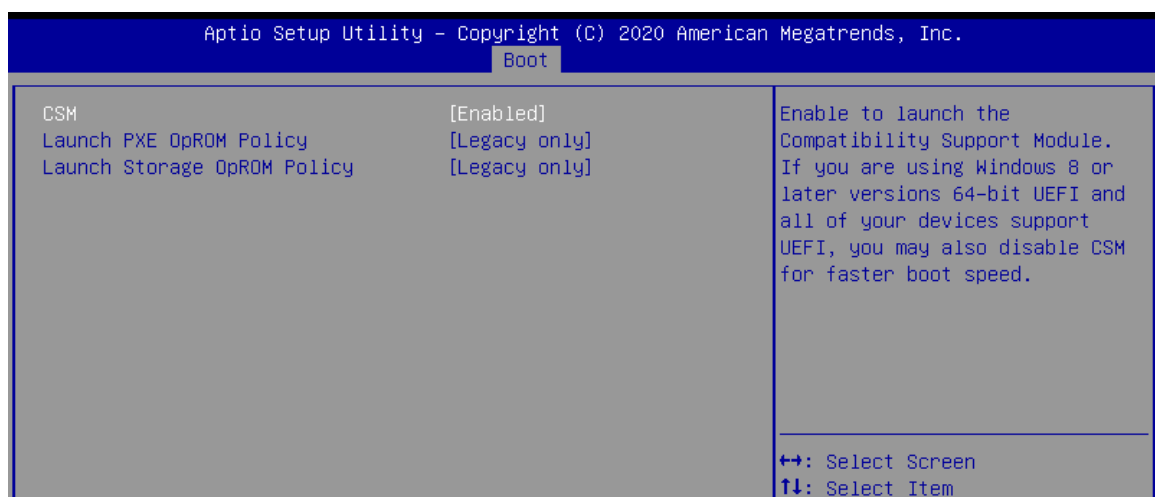 Aptio Setup Utility – Copyright (C) 2020 American Megatrends, Inc.
Boot
CSM [Enabled]
Launch PXE OpROM Policy [Legacy only]
Launch Storage OpROM Policy [Legacy only]
Enable to launch the
Compatibility Support Module.
If you are using Windows 8 or
later versions 64-bit UEFI and
all of your devices support
UEFI, you may also disable CSM
for faster boot speed.
↔: Select Screen
↑↓: Select Item